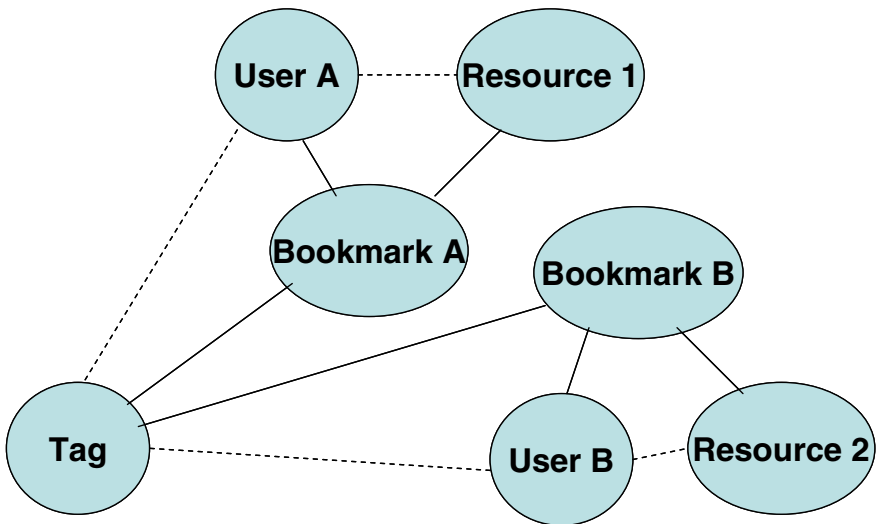 User A
Resource 1
Bookmark A
Bookmark B
Tag
User B
Resource 2